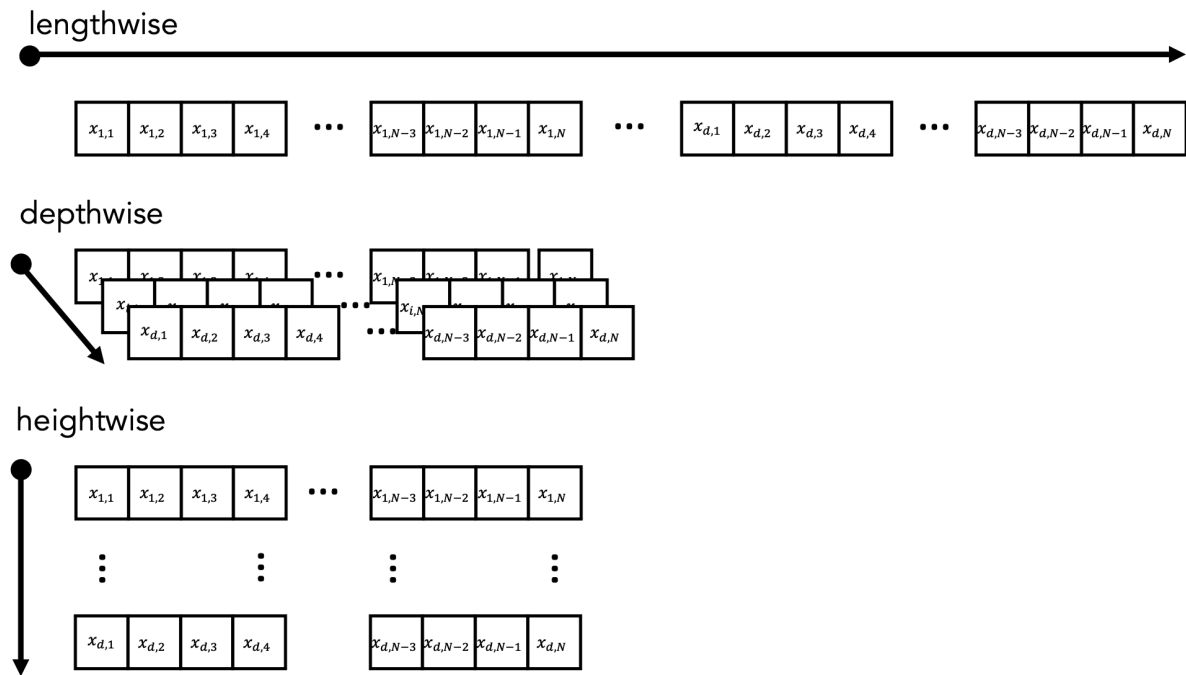 lengthwise
x1,1 x1,2 x1,3 x1,4 ... x1,N−3 x1,N−2 x1,N−1 x1,N ... xd,1 xd,2 xd,3 xd,4 ... xd,N−3 xd,N−2 xd,N−1 xd,N
depthwise
xd,1 xd,2 xd,3 xd,4 ... xd,N−3 xd,N−2 xd,N−1 xd,N
heightwise
x1,1 x1,2 x1,3 x1,4 ... x1,N−3 x1,N−2 x1,N−1 x1,N
xd,1 xd,2 xd,3 xd,4 xd,N−3 xd,N−2 xd,N−1 xd,N